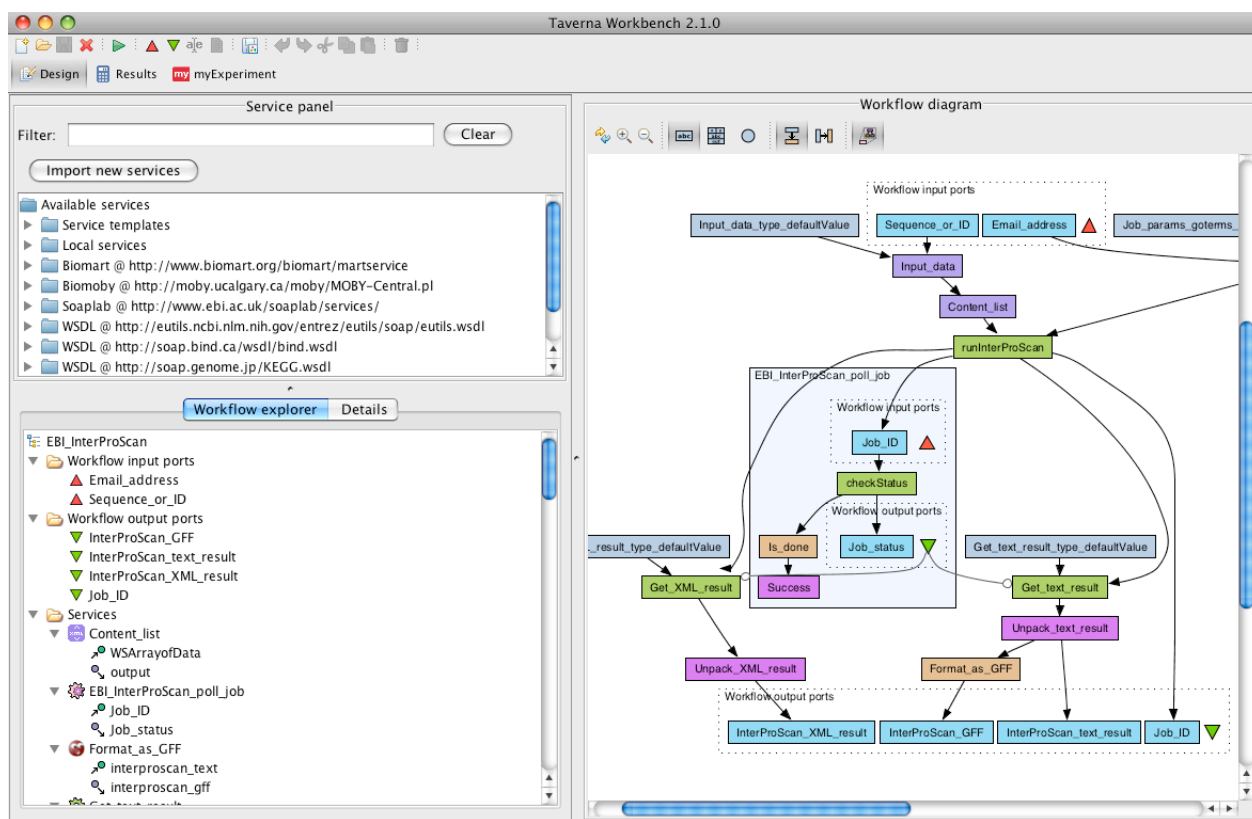 Taverna Workbench 2.1.0
Design
Results
my myExperiment
Service panel
Filter:
Clear
Import new services
Available services
Service templates
Local services
Biomart @ http://www.biomart.org/biomart/martservice
Biomoby @ http://moby.ucalgary.ca/moby/MOBY-Central.pl
Soaplab @ http://www.ebi.ac.uk/soaplab/services/
WSDL @ http://eutils.ncbi.nlm.nih.gov/entrez/eutils/soap/eutils.wsdl
WSDL @ http://soap.bind.ca/wsdl/bind.wsdl
WSDL @ http://soap.genome.jp/KEGG.wsdl
Workflow explorer
Details
EBI_InterProScan
Workflow input ports
Email_address
Sequence_or_ID
Workflow output ports
InterProScan_GFF
InterProScan_text_result
InterProScan_XML_result
Job_ID
Services
Content_list
WSArrayofData
output
EBI_InterProScan_poll_job
Job_ID
Job_status
Format_as_GFF
interproscan_text
interproscan_gff
Workflow diagram
abc
Workflow input ports
Input_data_type_defaultValue
Sequence_or_ID
Email_address
Job_params_goterms_
Input_data
Content_list
runInterProScan
EBI_InterProScan_poll_job
Workflow input ports
Job_ID
checkStatus
Workflow output ports
_result_type_defaultValue
Is_done
Job_status
Get_text_result_type_defaultValue
Get_XML_result
Success
Get_text_result
Unpack_text_result
Unpack_XML_result
Format_as_GFF
Workflow output ports
InterProScan_XML_result
InterProScan_GFF
InterProScan_text_result
Job_ID